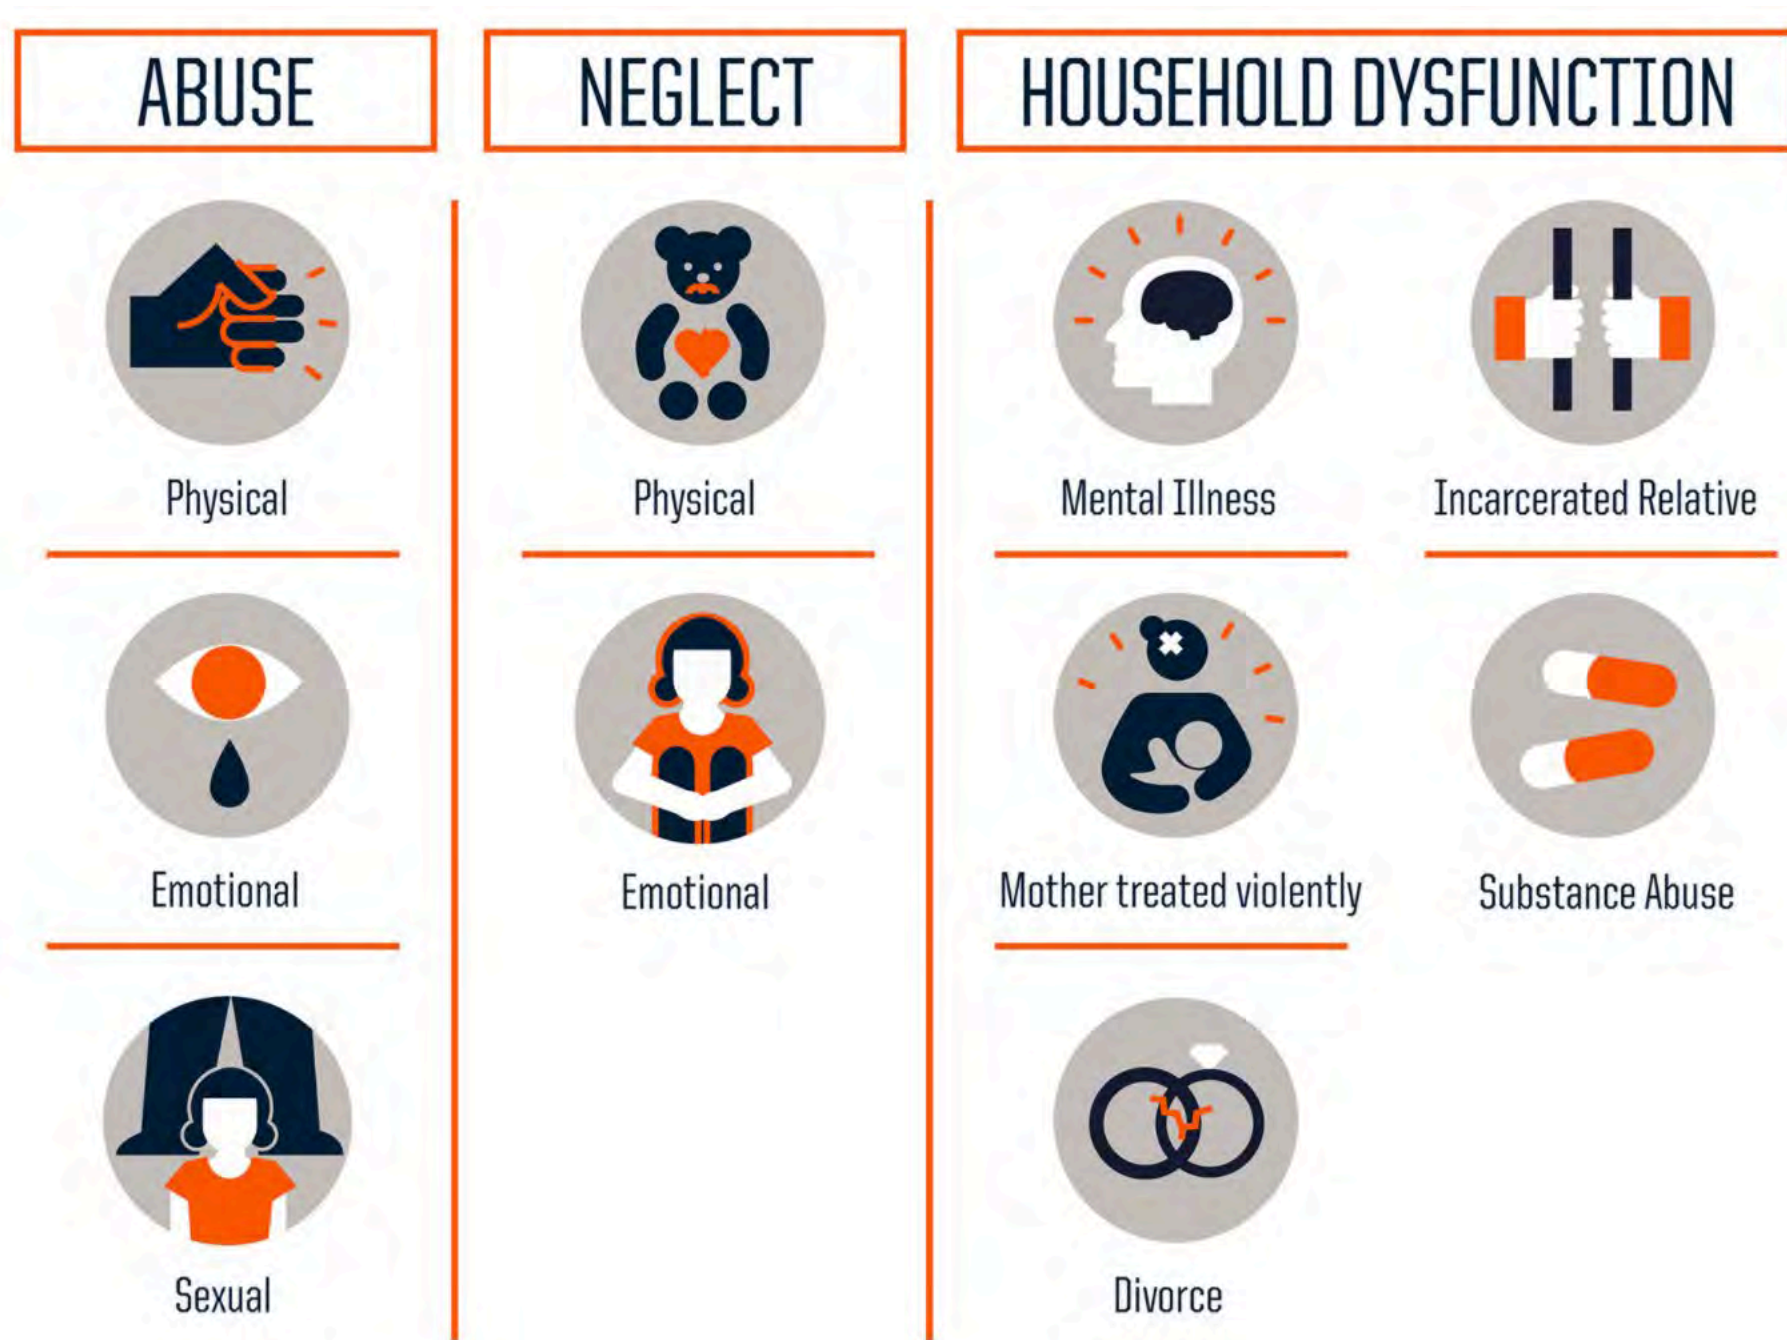 ABUSE
NEGLECT
HOUSEHOLD DYSFUNCTION
Physical
Physical
Mental Illness
Incarcerated Relative
Emotional
Emotional
Mother treated violently
Substance Abuse
Sexual
Divorce